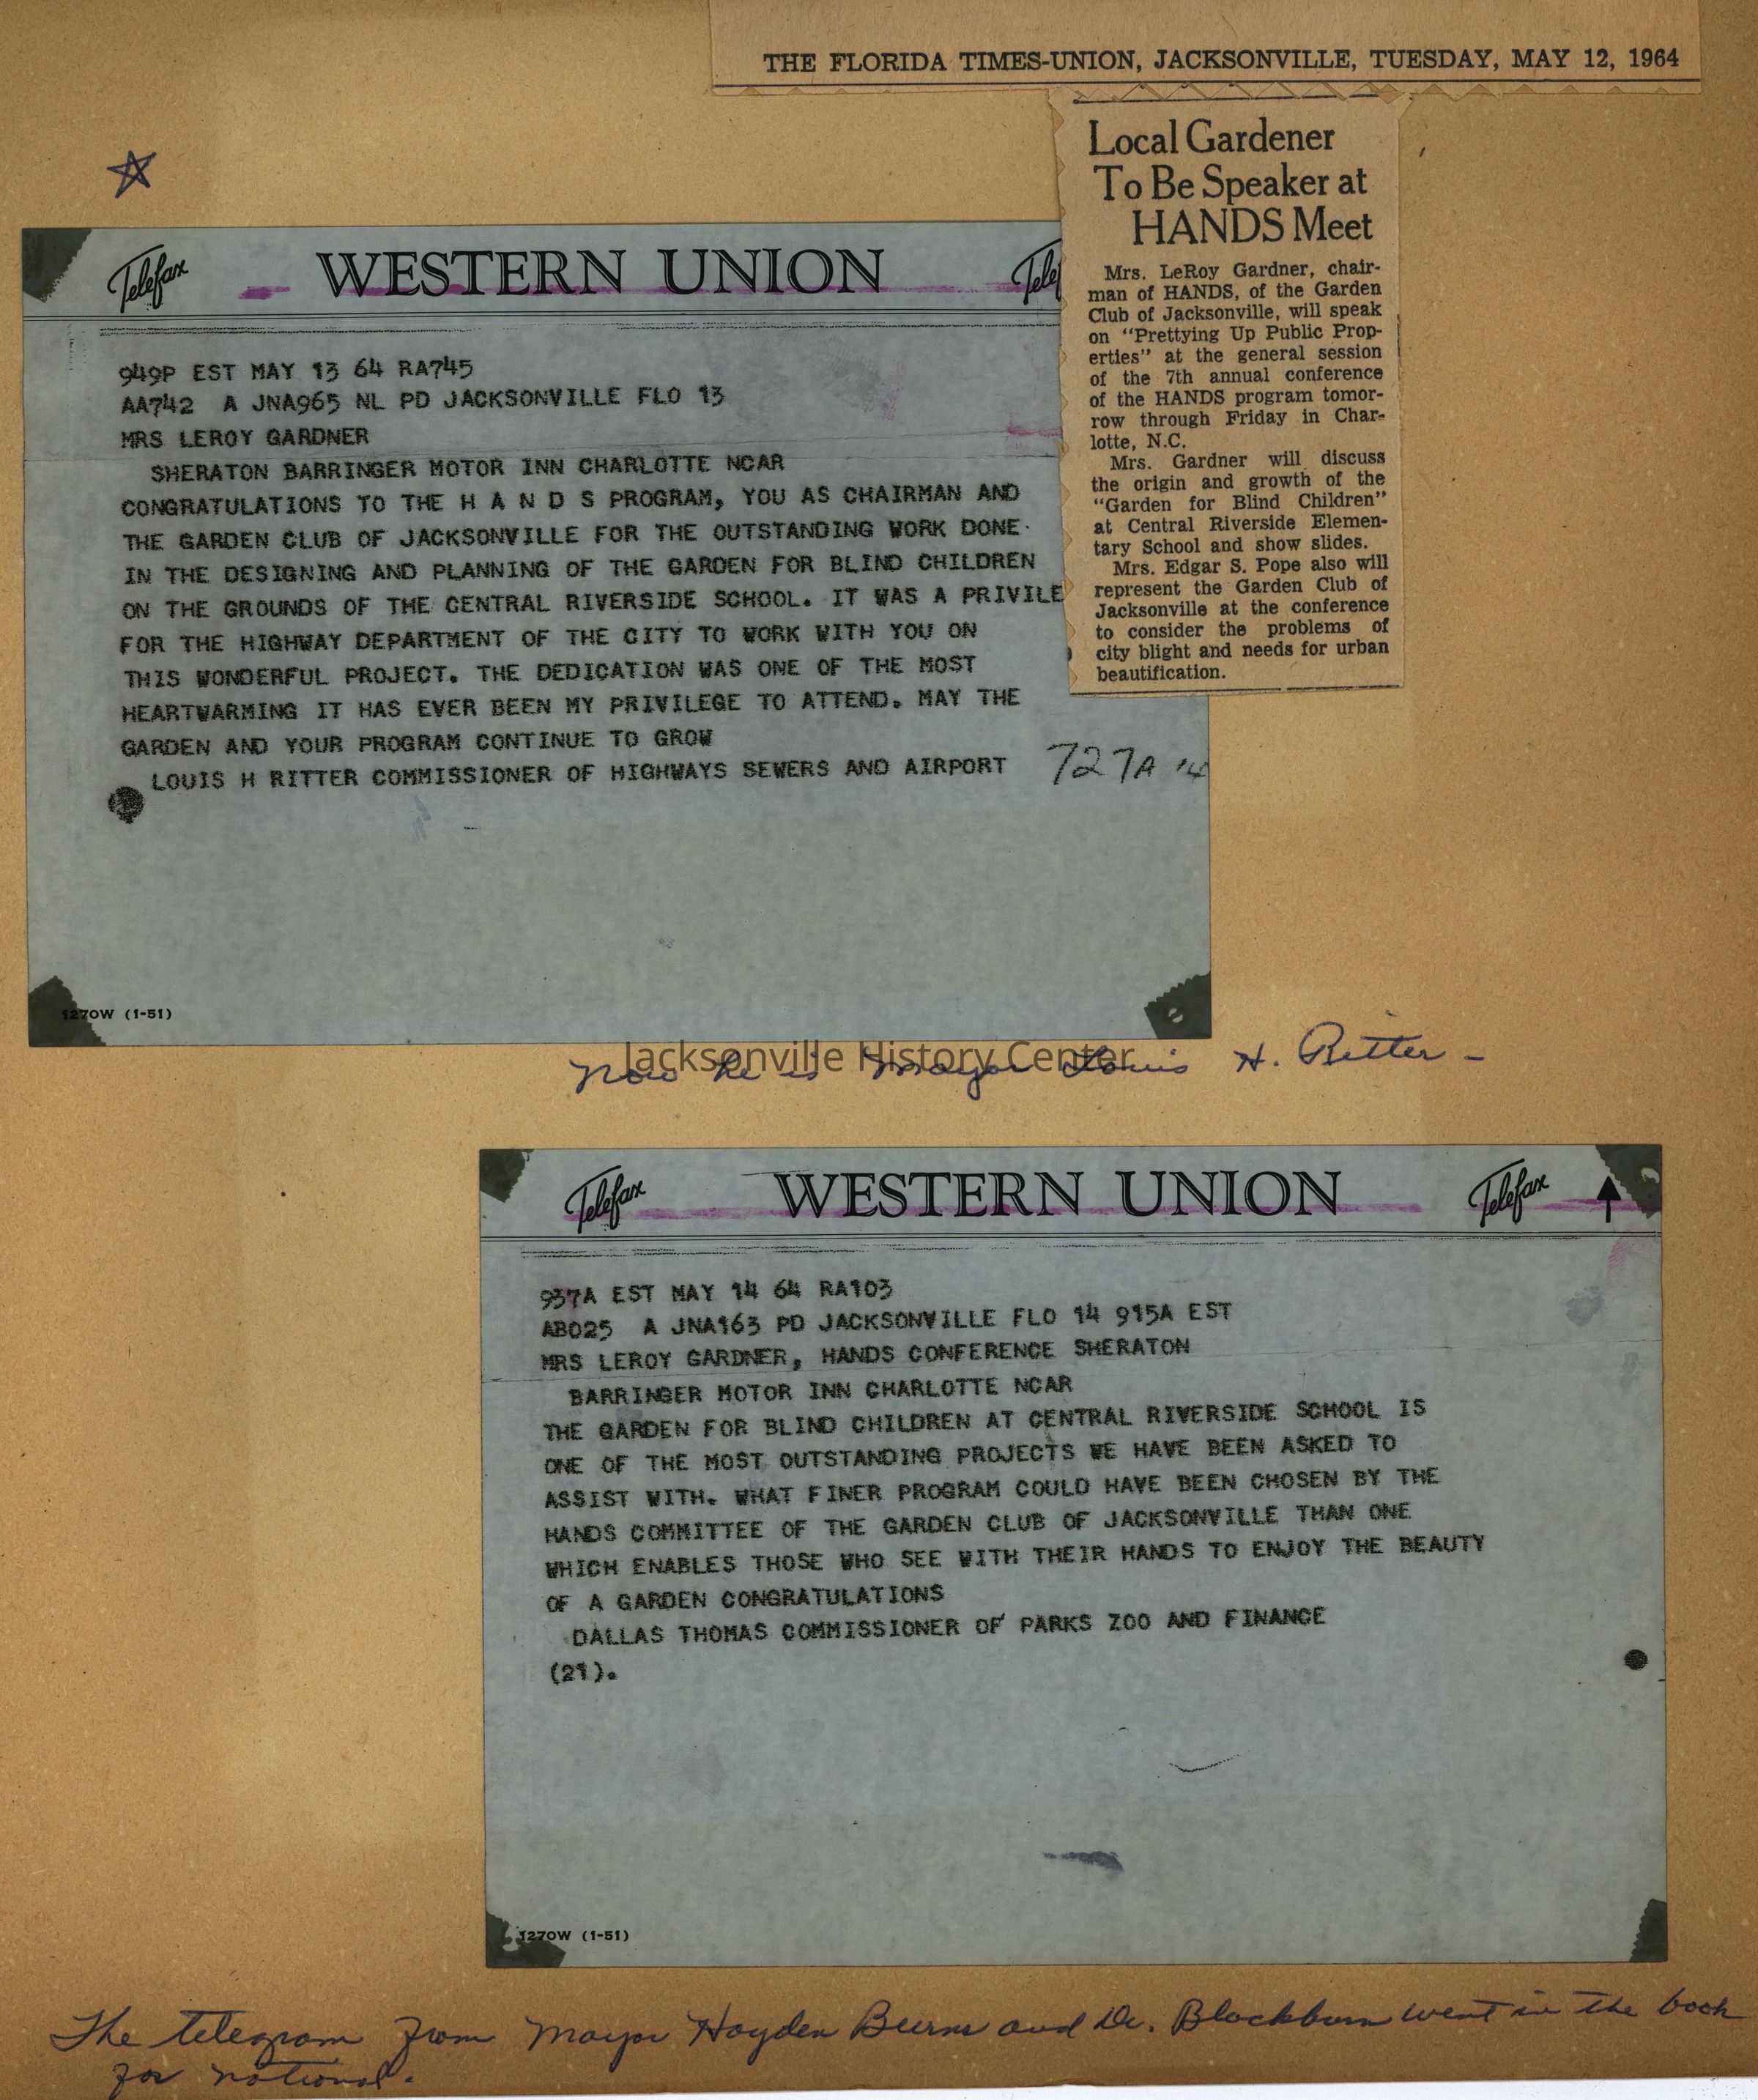 THE FLORIDA TIMES-UNION, JACKSONVILLE, TUESDAY, MAY 12, 1964
Local Gardener
To Be Speaker at
HANDS Meet
Mrs. LeRoy Gardner, chair-
man of HANDS, of the Garden
Club of Jacksonville, will speak
on "Prettying Up Public Prop-
erties" at the general session
of the 7th annual conference
of the HANDS program tomor-
row through Friday in Char-
lotte, N.C.
Mrs. Gardner will discuss
the origin and growth of the
"Garden for Blind Children"
at Central Riverside Elemen-
tary School and show slides.
Mrs. Edgar S. Pope also will
represent the Garden Club of
Jacksonville at the conference
to consider the problems of
city blight and needs for urban
beautification.
Telefax WESTERN UNION Tele
949P EST MAY 13 64 RA745
AA742 A JNA965 NL PD JACKSONVILLE FLO 13
MRS LEROY GARDNER
SHERATON BARRINGER MOTOR INN CHARLOTTE NCAR
CONGRATULATIONS TO THE H A N D S PROGRAM, YOU AS CHAIRMAN AND
THE GARDEN CLUB OF JACKSONVILLE FOR THE OUTSTANDING WORK DONE
IN THE DESIGNING AND PLANNING OF THE GARDEN FOR BLIND CHILDREN
ON THE GROUNDS OF THE CENTRAL RIVERSIDE SCHOOL. IT WAS A PRIVILE
FOR THE HIGHWAY DEPARTMENT OF THE CITY TO WORK WITH YOU ON
THIS WONDERFUL PROJECT. THE DEDICATION WAS ONE OF THE MOST
HEARTWARMING IT HAS EVER BEEN MY PRIVILEGE TO ATTEND. MAY THE
GARDEN AND YOUR PROGRAM CONTINUE TO GROW
LOUIS H RITTER COMMISSIONER OF HIGHWAYS SEWERS AND AIRPORT 727A
1270W (1-51)
Jacksonville History Center
Now he is Mayor Louis H. Ritter -
Telefax WESTERN UNION Telefax
937A EST MAY 14 64 RA103
AB025 A JNA163 PD JACKSONVILLE FLO 14 915A EST
MRS LEROY GARDNER, HANDS CONFERENCE SHERATON
BARRINGER MOTOR INN CHARLOTTE NCAR
THE GARDEN FOR BLIND CHILDREN AT CENTRAL RIVERSIDE SCHOOL IS
ONE OF THE MOST OUTSTANDING PROJECTS WE HAVE BEEN ASKED TO
ASSIST WITH. WHAT FINER PROGRAM COULD HAVE BEEN CHOSEN BY THE
HANDS COMMITTEE OF THE GARDEN CLUB OF JACKSONVILLE THAN ONE
WHICH ENABLES THOSE WHO SEE WITH THEIR HANDS TO ENJOY THE BEAUTY
OF A GARDEN CONGRATULATIONS
DALLAS THOMAS COMMISSIONER OF PARKS ZOO AND FINANCE
(21).
1270W (1-51)
The telegram from Mayor Hayden Burns and Dr. Blackburn went in the book
for national.